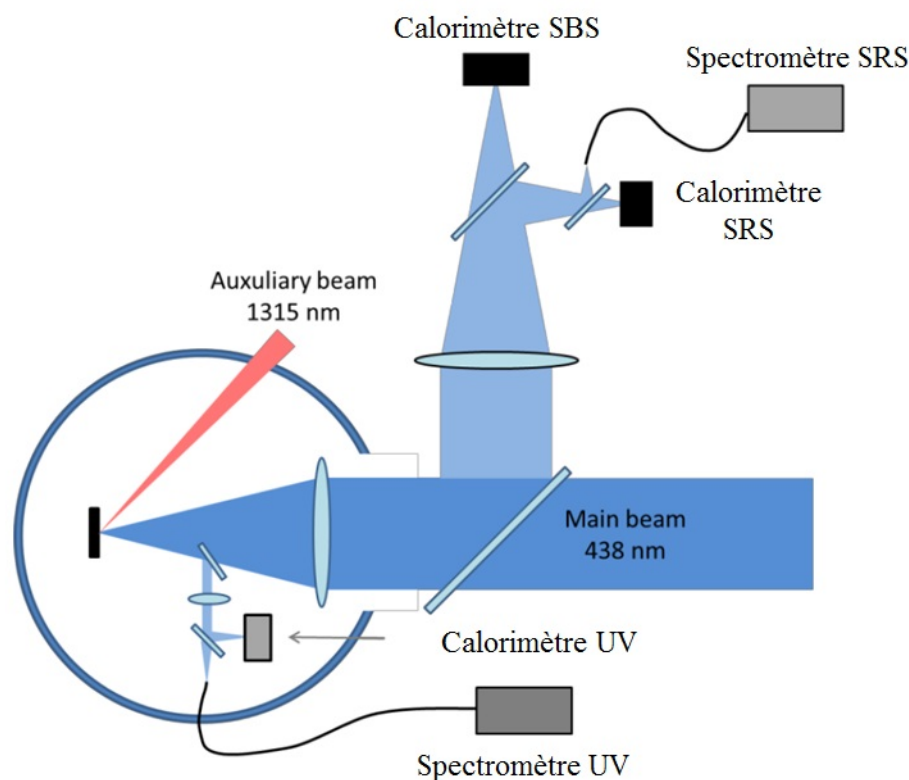 Calorimètre SBS
Spectromètre SRS
Calorimètre
SRS
Auxuliary beam
1315 nm
Main beam
438 nm
Calorimètre UV
Spectromètre UV